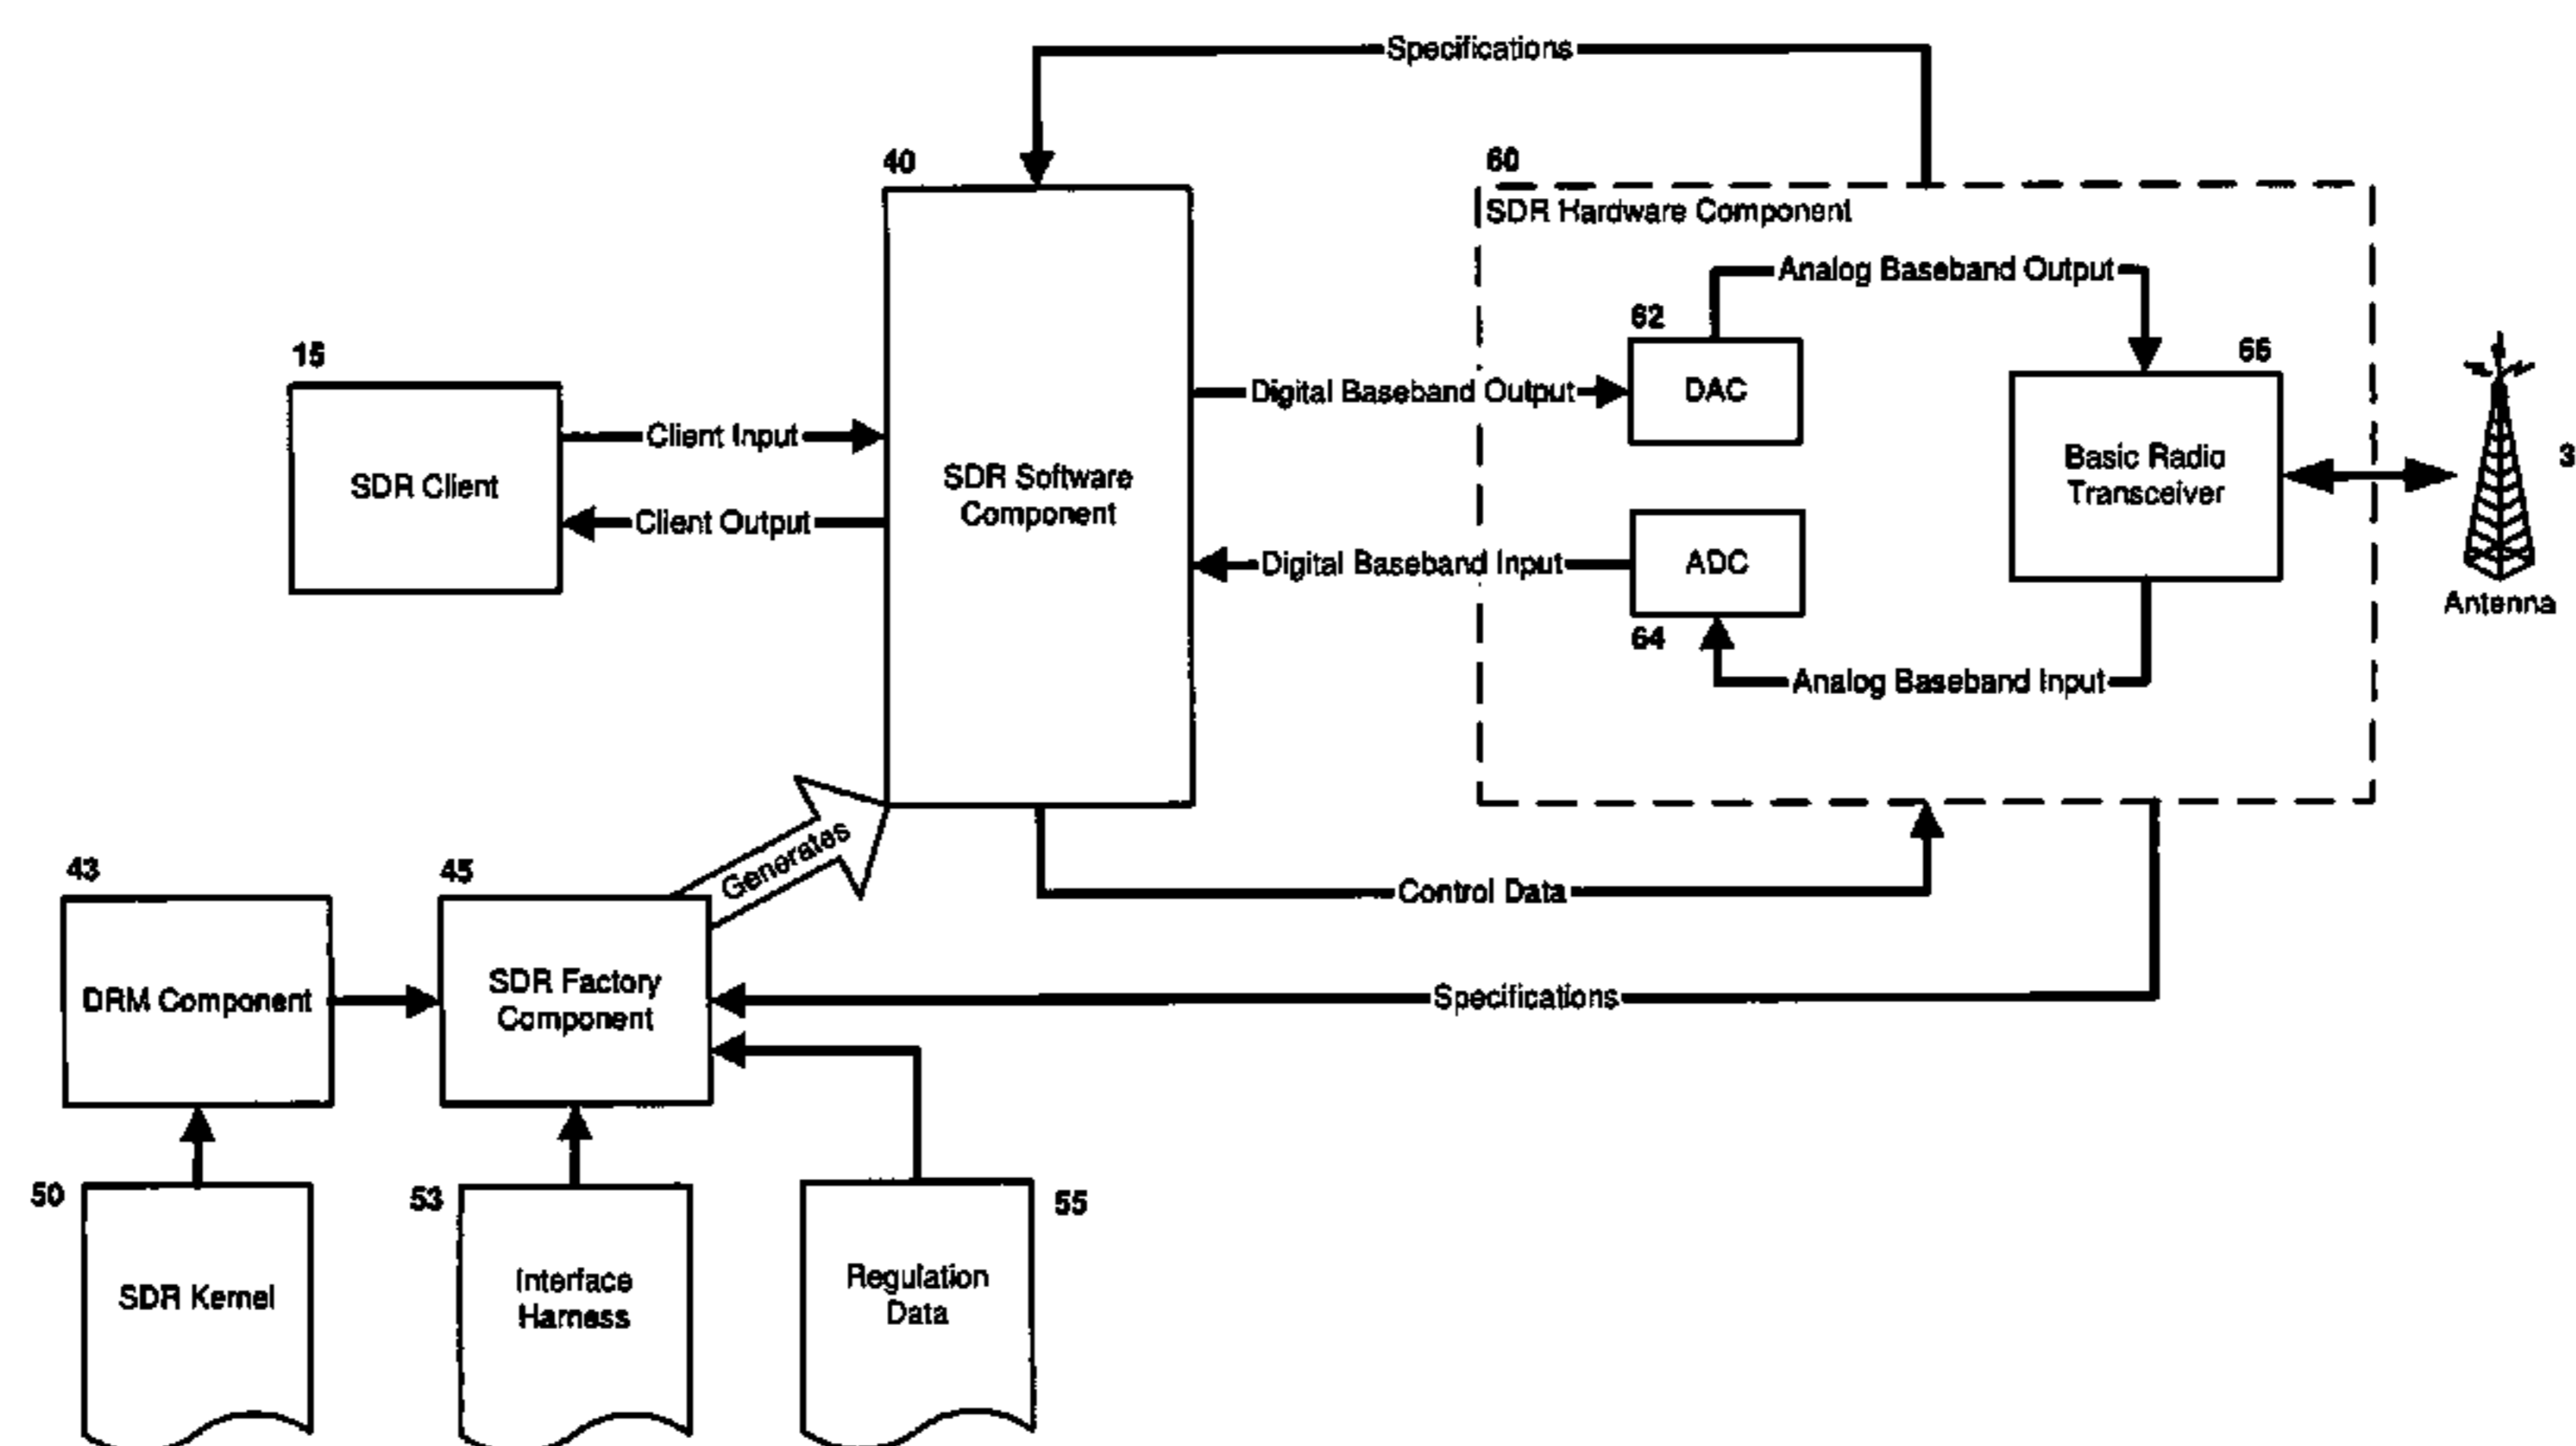 Specifications
40
60
SDR Hardware Component
Analog Baseband Output
62
66
15
DAC
Digital Baseband Output
Client Input
SDR Client
SDR Software
Component
Basic Radio
Transceiver
3
Client Output
ADC
Digital Baseband Input
Antenna
64
Analog Baseband Input
Generates
43
45
Control Data
DRM Component
SDR Factory
Component
Specifications
50
53
55
SDR Kernel
Interface
Harness
Regulation
Data